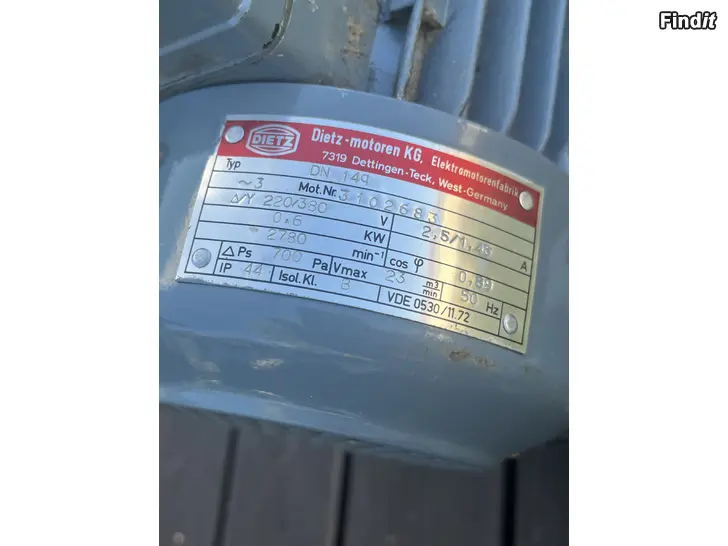 Findit
DIETZ
Dietz-motoren KG. Elektromotorenfabrik
7319 Dettingen-Teck, West-Germany
Typ DN 149
~3 Mot.Nr. 3102683
Δ/Y 220/380 V 2,5/1,45 A
0,6 KW cos φ 0,89
2780 min⁻¹ 50 Hz
Δ Ps 700 Pa Vmax 23 m3/min
IP 44 Isol.Kl. B VDE 0530/11.72